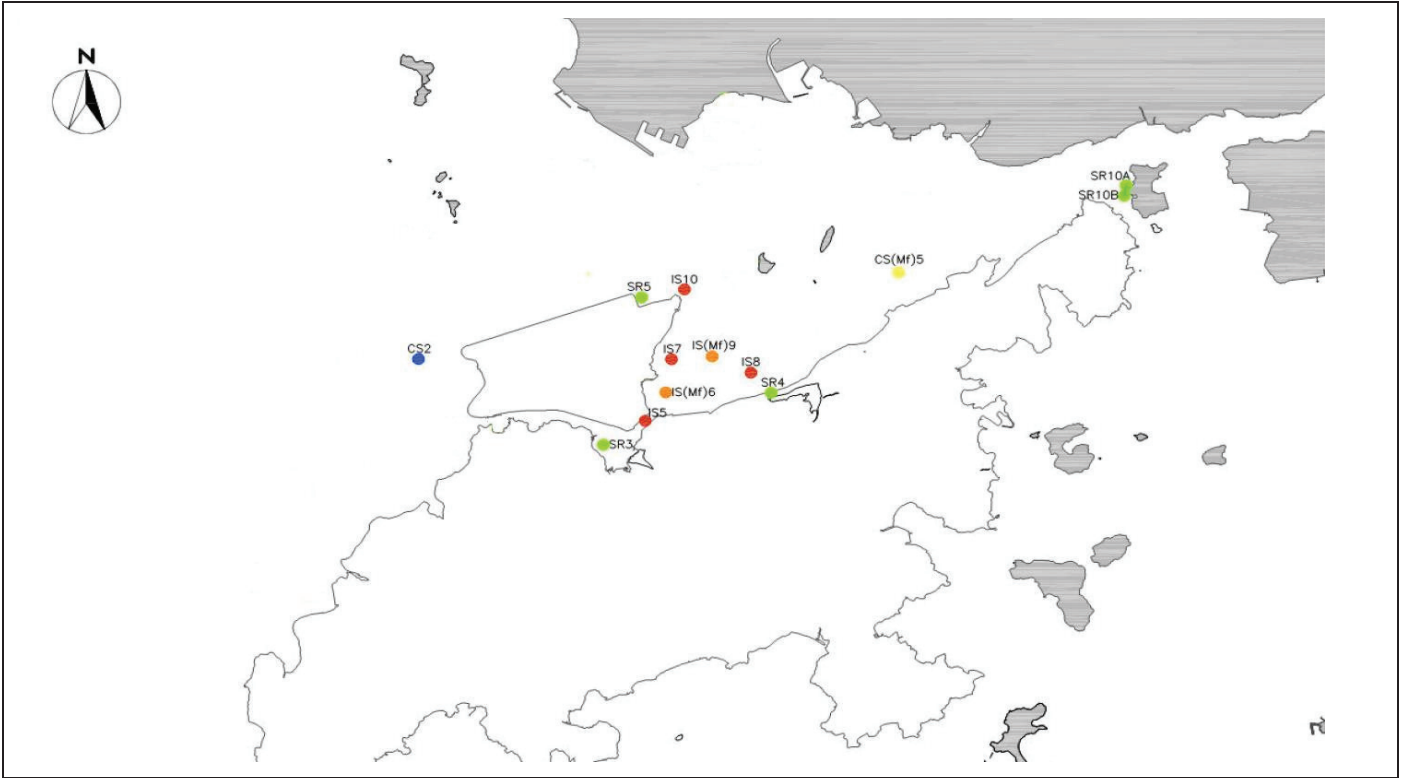 N
SR10A
SR10B
CS(Mf)5
IS10
SR5
CS2
IS7
IS(Mf)9
IS8
SR4
IS(Mf)6
IS5
SR3